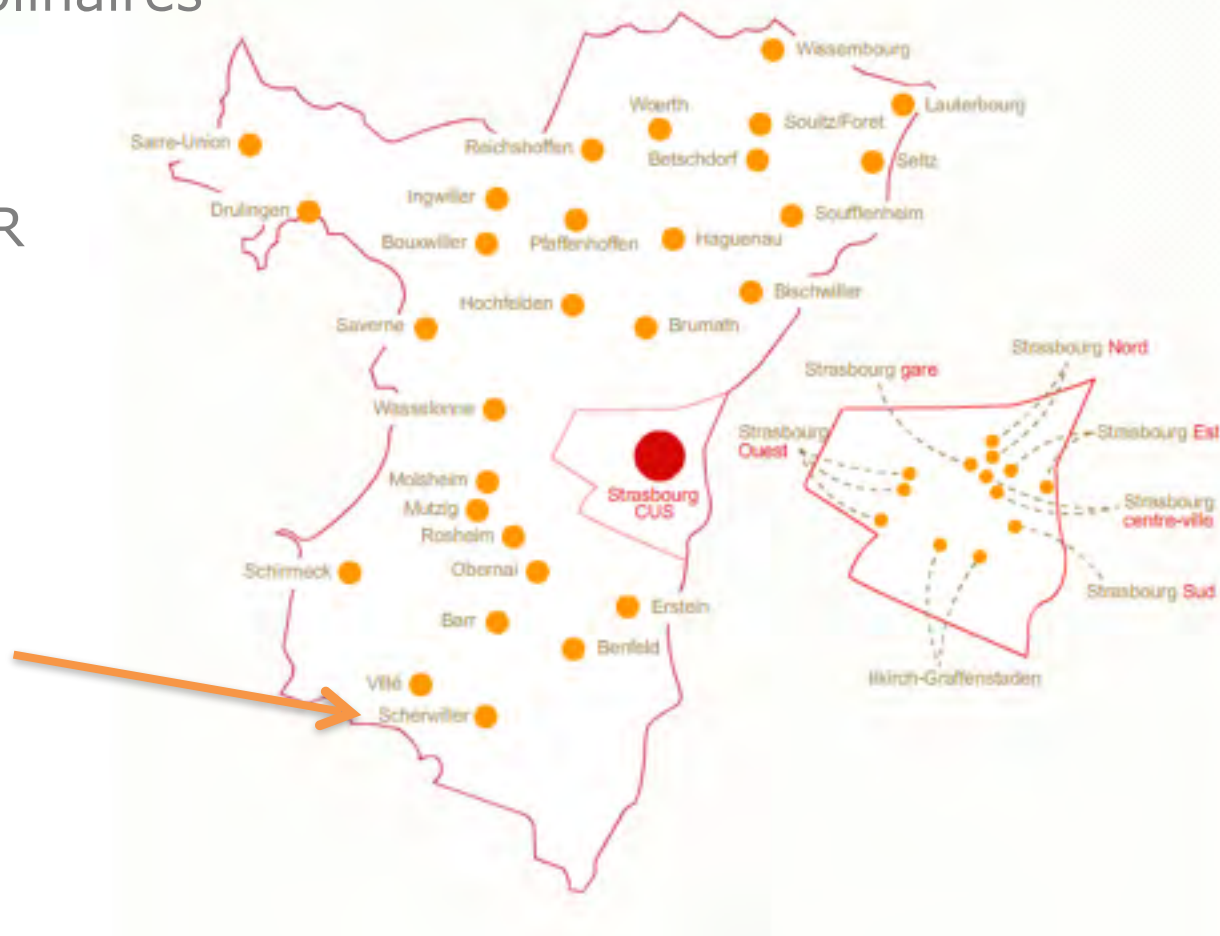 plinaires
Wissembourg
Lauterbourg
Woerth
Soultz/Foret
Sarre-Union
Reichshoffen
Betschdorf
Seltz
Ingwiller
Drulingen
Soufflenheim
R
Bouxwiller
Pfaffenhoffen
Haguenau
Bischwiller
Hochfelden
Saverne
Brumath
Strasbourg Nord
Strasbourg gare
Wasselonne
Strasbourg
Ouest
Strasbourg Est
Molsheim
Strasbourg
CUS
Mutzig
Strasbourg
centre-ville
Rosheim
Schirmeck
Obernai
Strasbourg Sud
Erstein
Barr
Benfeld
Illkirch-Graffenstaden
Villé
Scherwiller